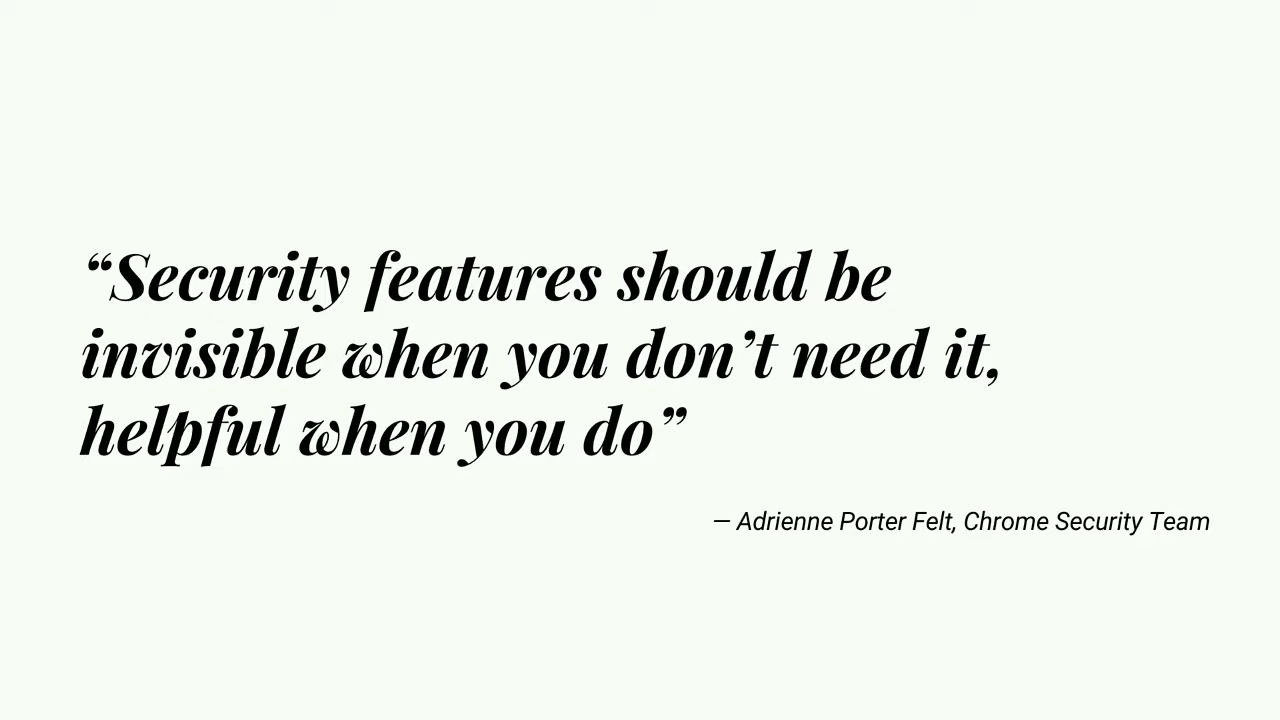 “Security features should be
invisible when you don’t need it,
helpful when you do”
— Adrienne Porter Felt, Chrome Security Team